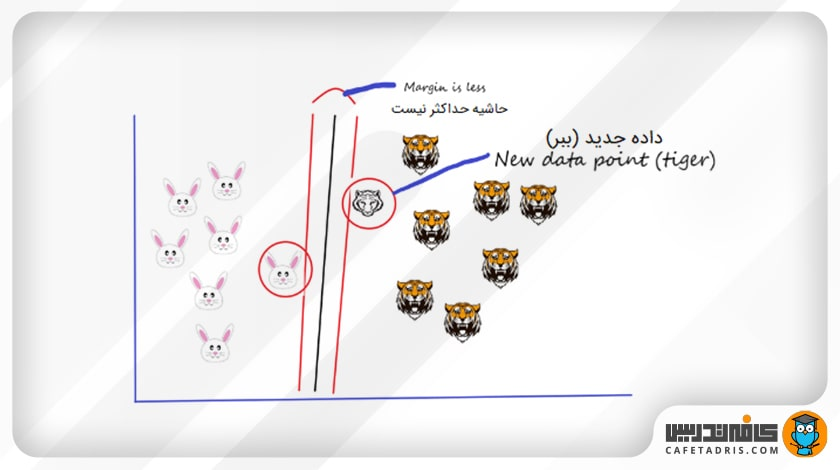 Margin is less
حاشیه حداکثر نیست
داده جدید (ببر)
New data point (tiger)
کافه‌تدریس
CAFETADRIS.COM